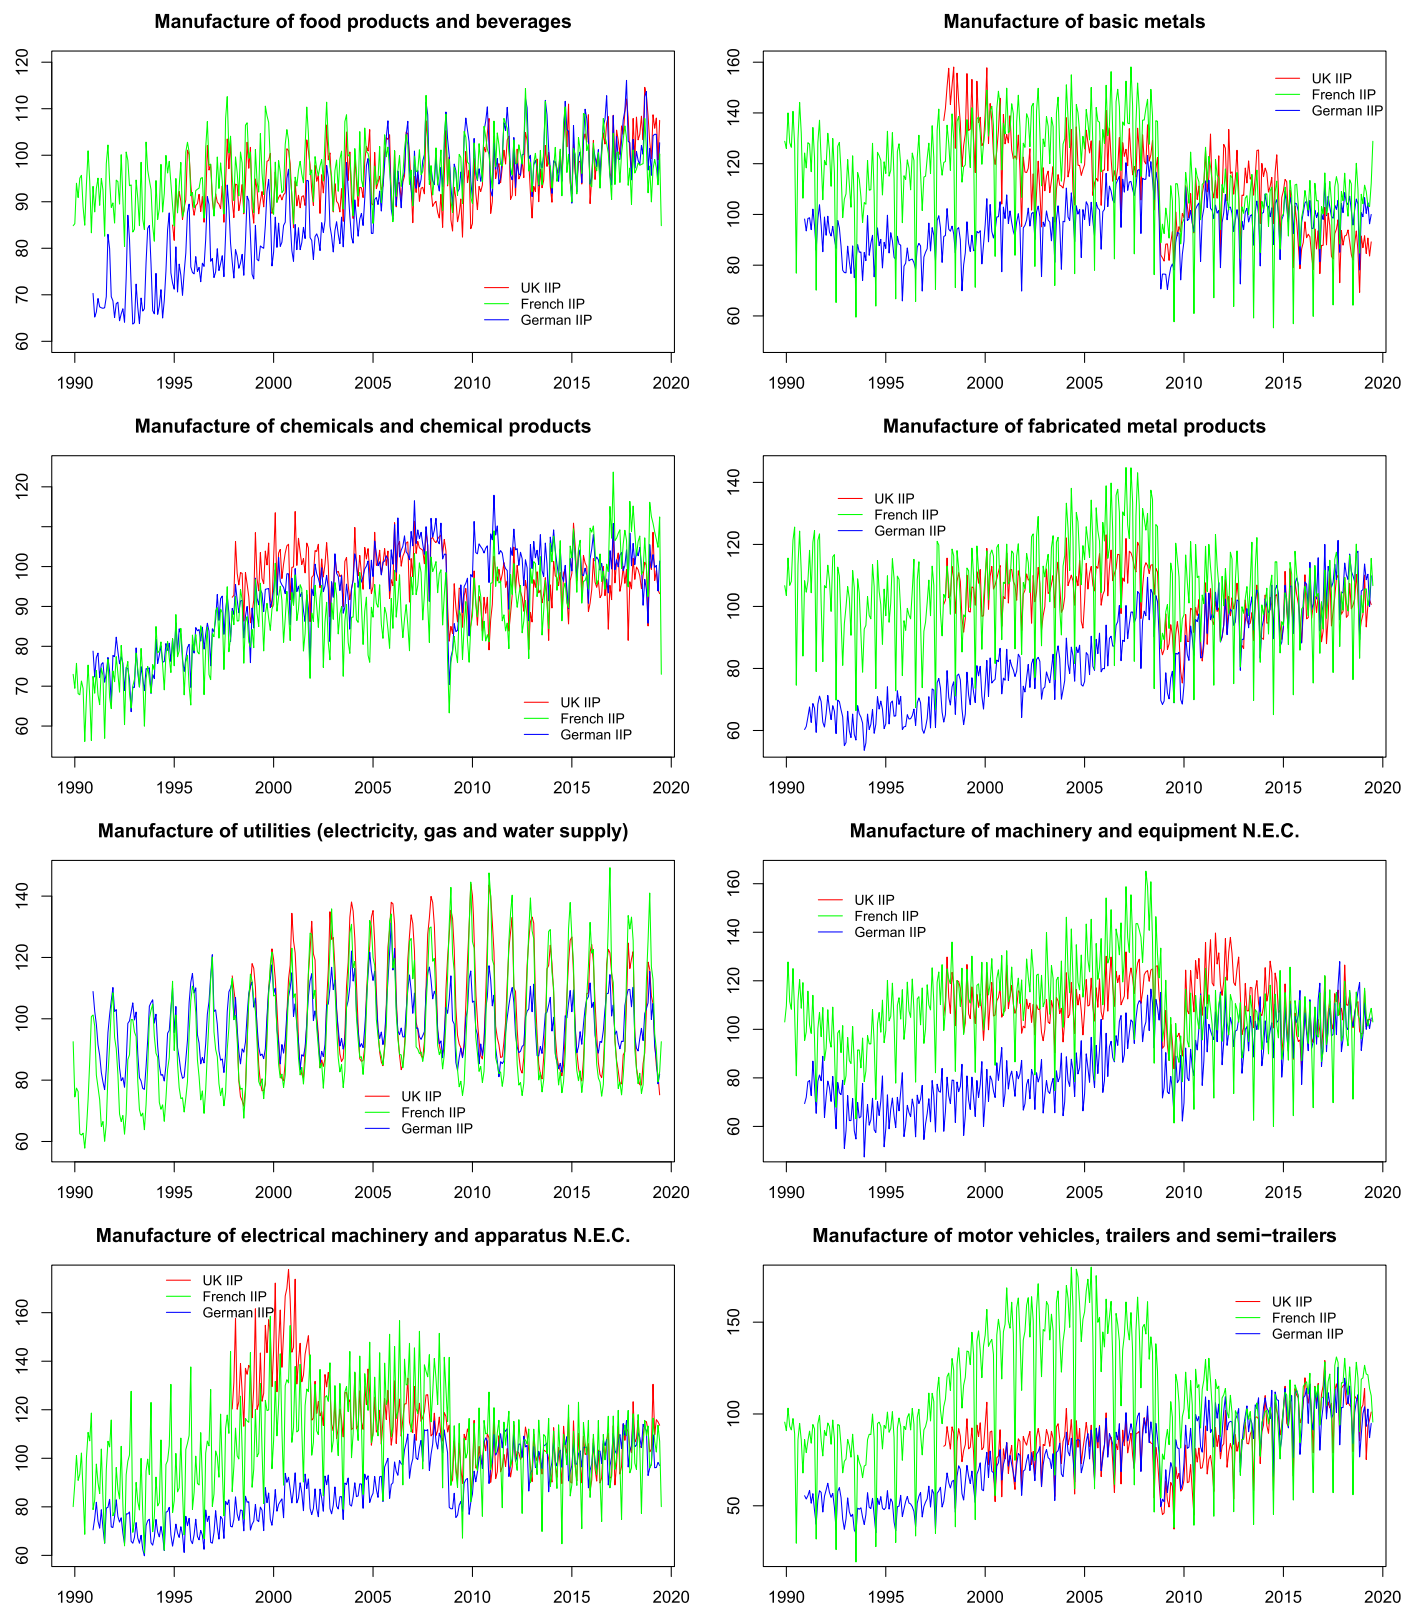 Manufacture of food products and beverages
120
110
100
90
80
70
60
UK IIP
French IIP
German IIP
1990 1995 2000 2005 2010 2015 2020
Manufacture of basic metals
160
140
120
100
80
60
UK IIP
French IIP
German IIP
1990 1995 2000 2005 2010 2015 2020
Manufacture of chemicals and chemical products
120
100
90
80
70
60
UK IIP
French IIP
German IIP
1990 1995 2000 2005 2010 2015 2020
Manufacture of fabricated metal products
140
120
100
80
60
UK IIP
French IIP
German IIP
1990 1995 2000 2005 2010 2015 2020
Manufacture of utilities (electricity, gas and water supply)
140
120
100
80
60
UK IIP
French IIP
German IIP
1990 1995 2000 2005 2010 2015 2020
Manufacture of machinery and equipment N.E.C.
160
140
120
100
80
60
UK IIP
French IIP
German IIP
1990 1995 2000 2005 2010 2015 2020
Manufacture of electrical machinery and apparatus N.E.C.
160
140
120
100
80
60
UK IIP
French IIP
German IIP
1990 1995 2000 2005 2010 2015 2020
Manufacture of motor vehicles, trailers and semi−trailers
150
100
50
UK IIP
French IIP
German IIP
1990 1995 2000 2005 2010 2015 2020